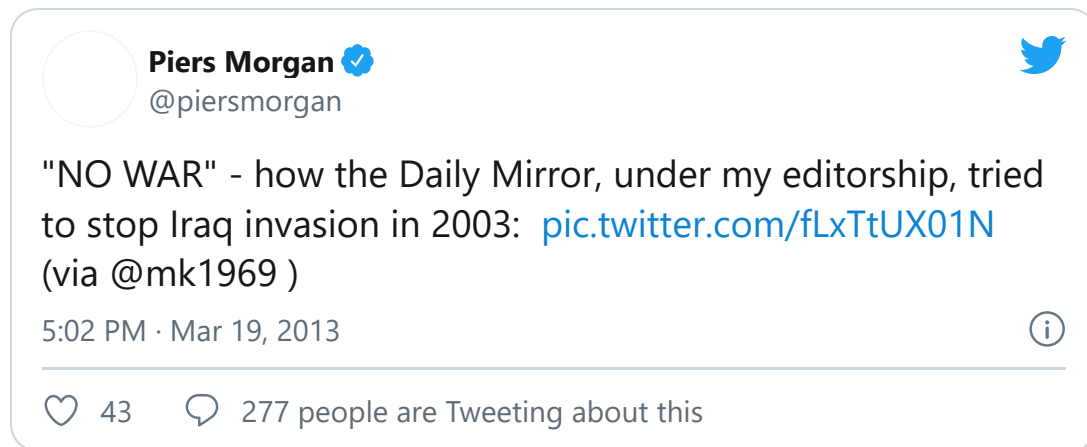 Piers Morgan
@piersmorgan
"NO WAR" - how the Daily Mirror, under my editorship, tried
to stop Iraq invasion in 2003:  pic.twitter.com/fLxTtUX01N
(via @mk1969 )
5:02 PM · Mar 19, 2013
43 277 people are Tweeting about this